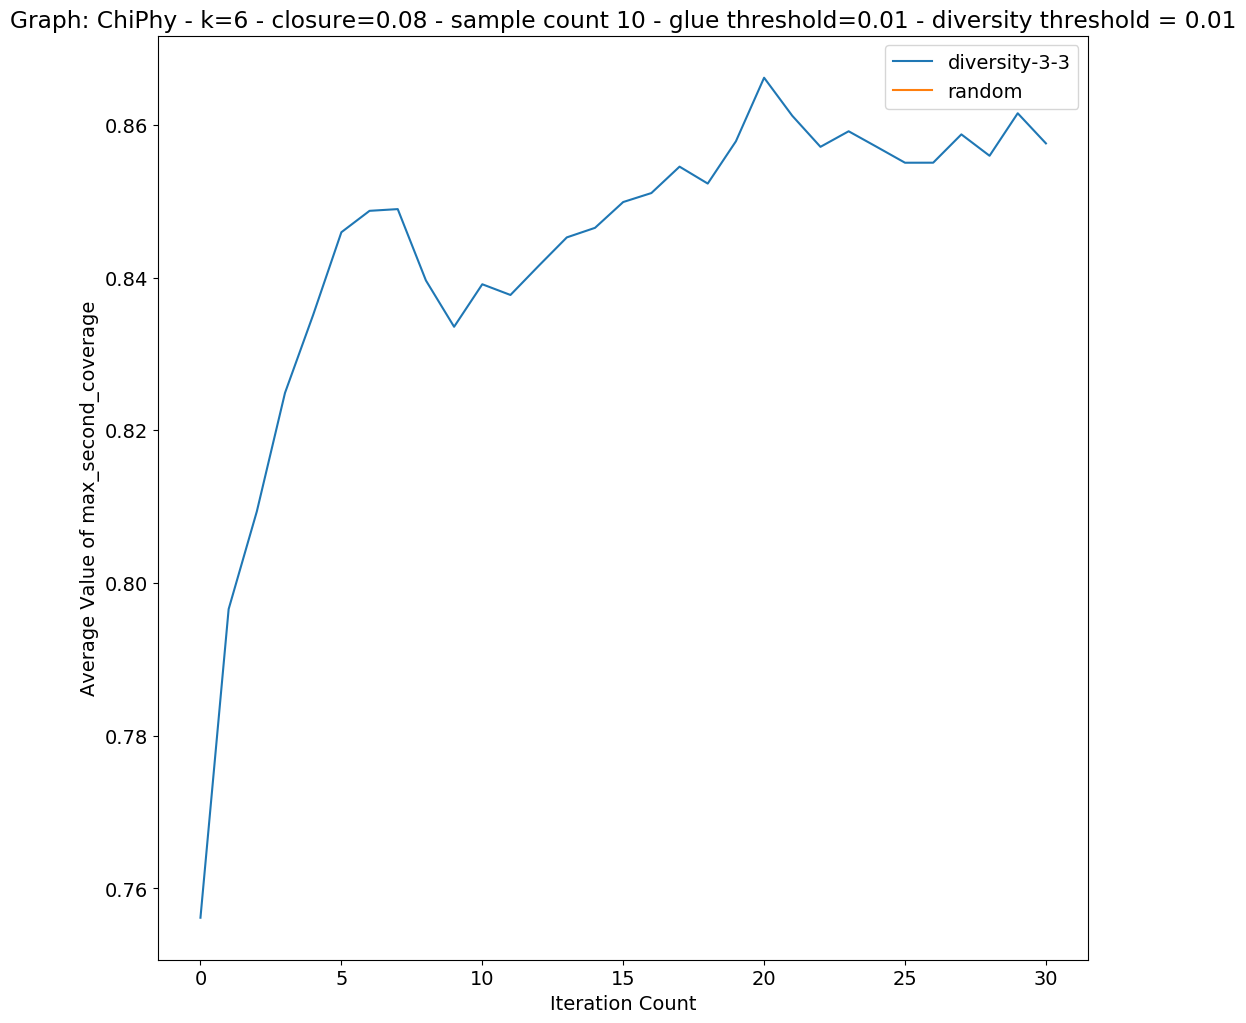 Graph: ChiPhy - k=6 - closure=0.08 - sample count 10 - glue threshold=0.01 - diversity threshold = 0.01
diversity-3-3
random
0.86
0.84
0.82
0.80
0.78
0.76
Average Value of max_second_coverage
0 5 10 15 20 25 30
Iteration Count